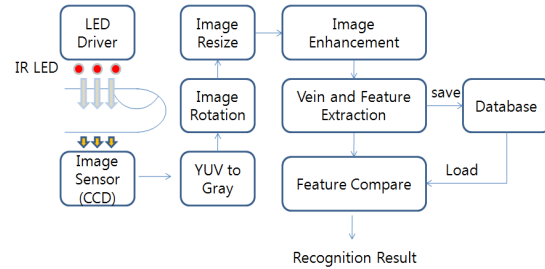 LED
Driver
IR LED
Image
Sensor
(CCD)
YUV to
Gray
Image
Rotation
Image
Resize
Image
Enhancement
Vein and Feature
Extraction
save
Database
Load
Feature Compare
Recognition Result